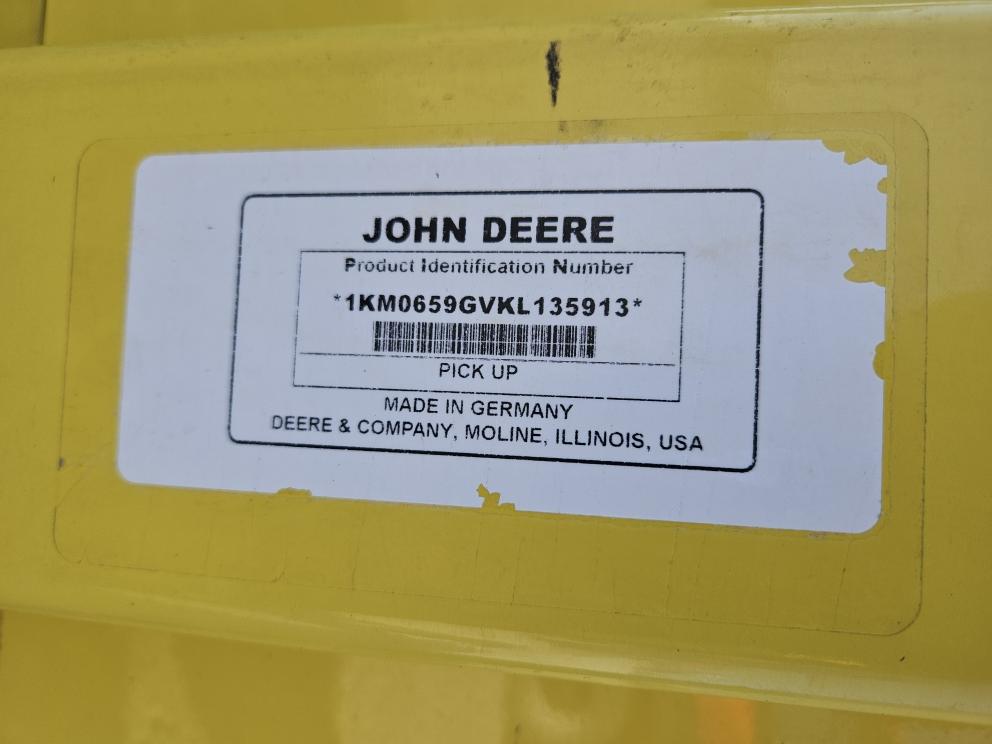 JOHN DEERE
Product Identification Number
*1KM0659GVKL135913*
PICK UP
MADE IN GERMANY
DEERE & COMPANY, MOLINE, ILLINOIS, USA